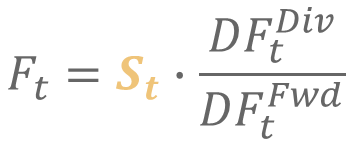 F_t = S_t · DF_t^Div / DF_t^Fwd